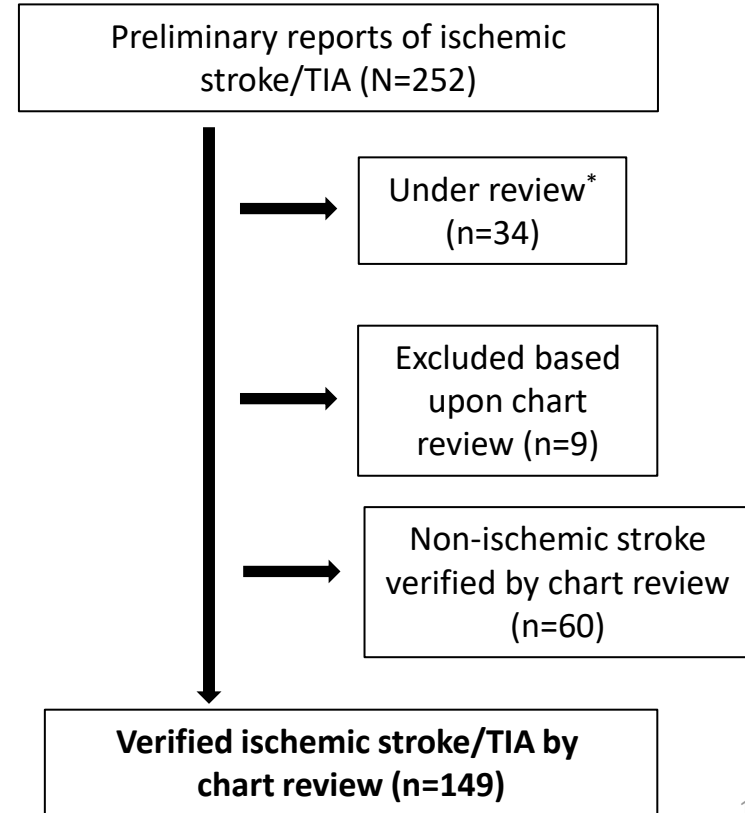 Preliminary reports of ischemic
stroke/TIA (N=252)
Under review*
(n=34)
Excluded based
upon chart
review (n=9)
Non-ischemic stroke
verified by chart review
(n=60)
Verified ischemic stroke/TIA by
chart review (n=149)